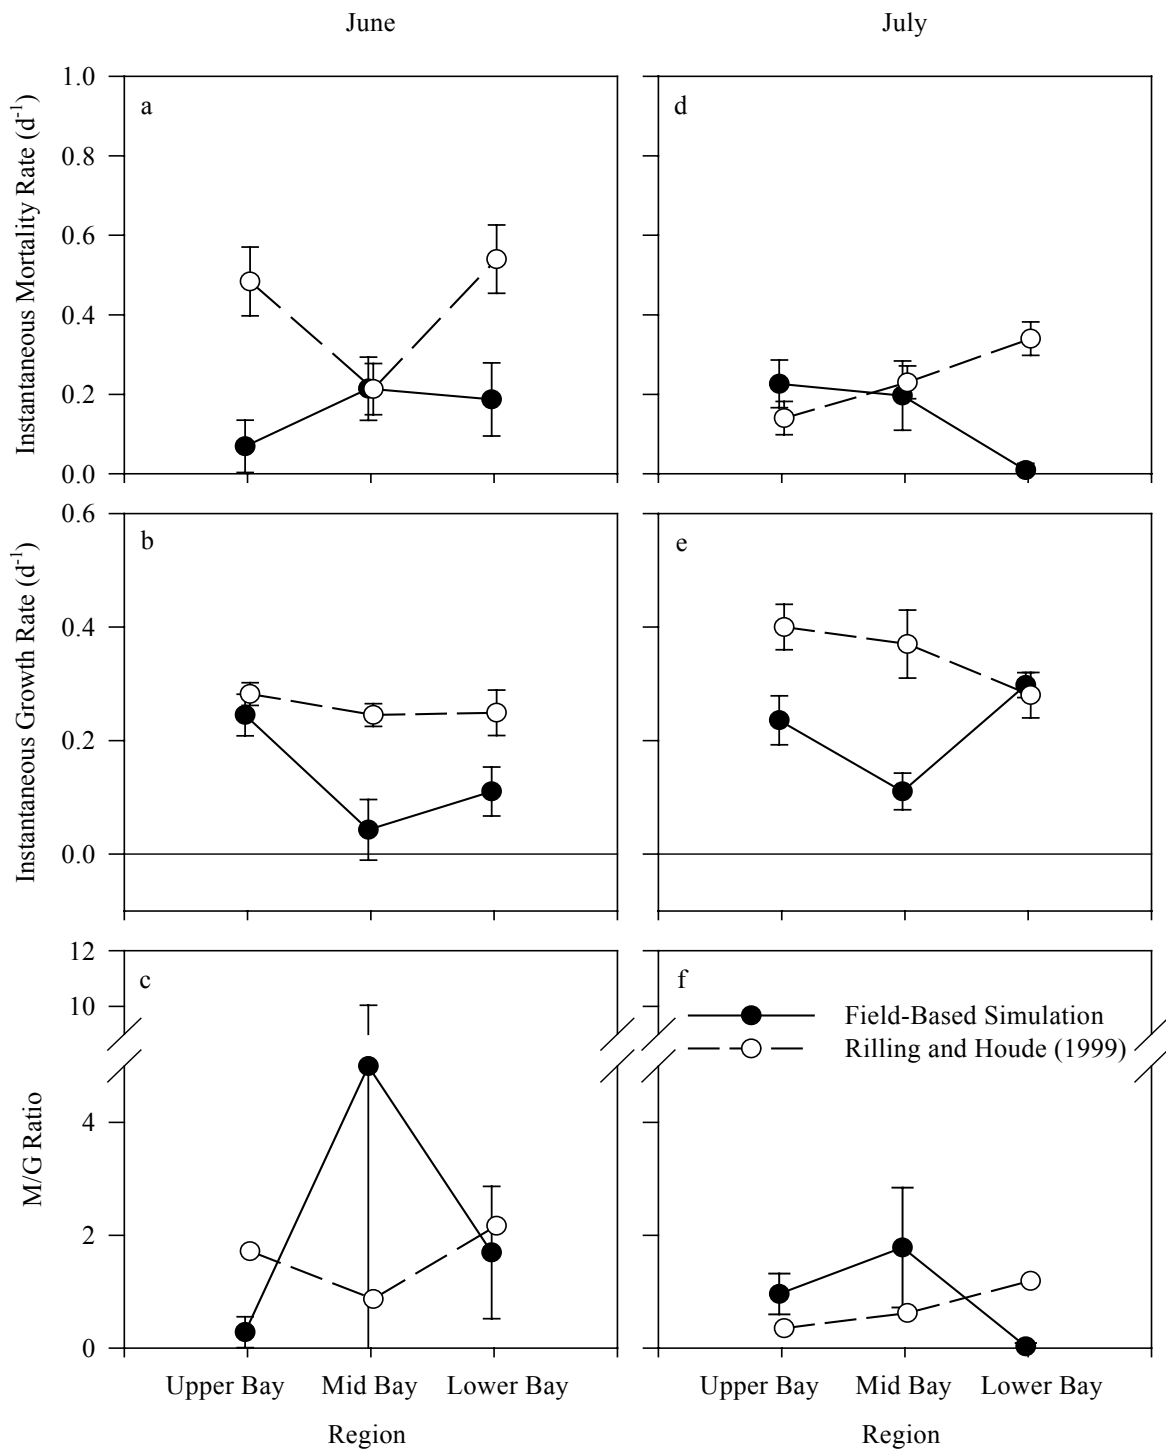 June
July
Instantaneous Mortality Rate (d⁻¹)
1.0
0.8
0.6
0.4
0.2
0.0
a
d
Instantaneous Growth Rate (d⁻¹)
0.6
0.4
0.2
0.0
b
e
M/G Ratio
12
10
4
2
0
c
f
Field-Based Simulation
Rilling and Houde (1999)
Upper Bay Mid Bay Lower Bay
Region
Upper Bay Mid Bay Lower Bay
Region